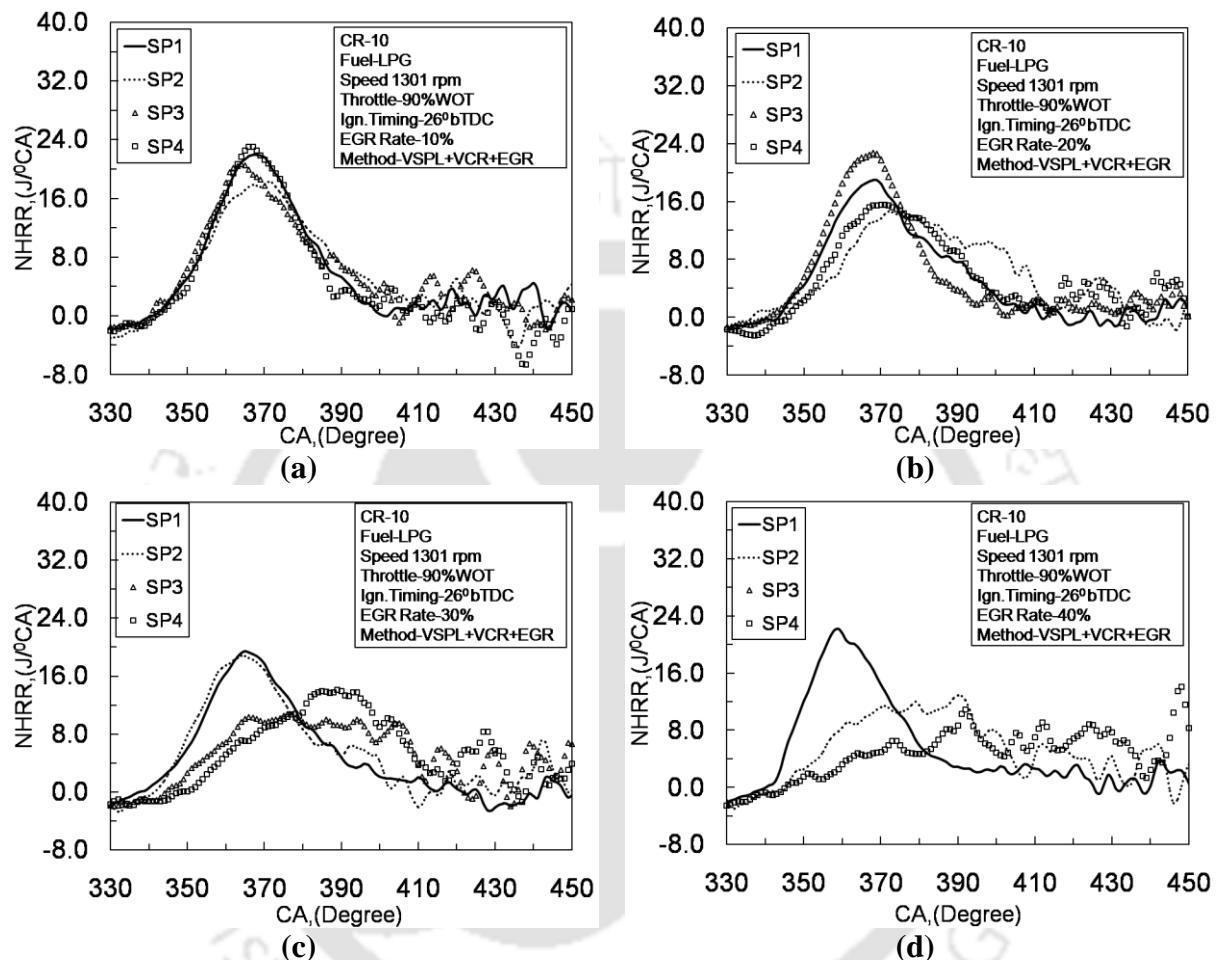 40.0
32.0
24.0
16.0
8.0
0.0
-8.0
NHRR,(J/⁰CA)
SP1
SP2
SP3
SP4
CR-10
Fuel-LPG
Speed 1301 rpm
Throttle-90%WOT
Ign.Timing-26⁰bTDC
EGR Rate-10%
Method-VSPL+VCR+EGR
330 350 370 390 410 430 450
CA,(Degree)
(a)
40.0
32.0
24.0
16.0
8.0
0.0
-8.0
NHRR,(J/⁰CA)
SP1
SP2
SP3
SP4
CR-10
Fuel-LPG
Speed 1301 rpm
Throttle-90%WOT
Ign.Timing-26⁰bTDC
EGR Rate-20%
Method-VSPL+VCR+EGR
330 350 370 390 410 430 450
CA,(Degree)
(b)
40.0
32.0
24.0
16.0
8.0
0.0
-8.0
NHRR,(J/⁰CA)
SP1
SP2
SP3
SP4
CR-10
Fuel-LPG
Speed 1301 rpm
Throttle-90%WOT
Ign.Timing-26⁰bTDC
EGR Rate-30%
Method-VSPL+VCR+EGR
330 350 370 390 410 430 450
CA,(Degree)
(c)
40.0
32.0
24.0
16.0
8.0
0.0
-8.0
NHRR,(J/⁰CA)
SP1
SP2
SP3
SP4
CR-10
Fuel-LPG
Speed 1301 rpm
Throttle-90%WOT
Ign.Timing-26⁰bTDC
EGR Rate-40%
Method-VSPL+VCR+EGR
330 350 370 390 410 430 450
CA,(Degree)
(d)